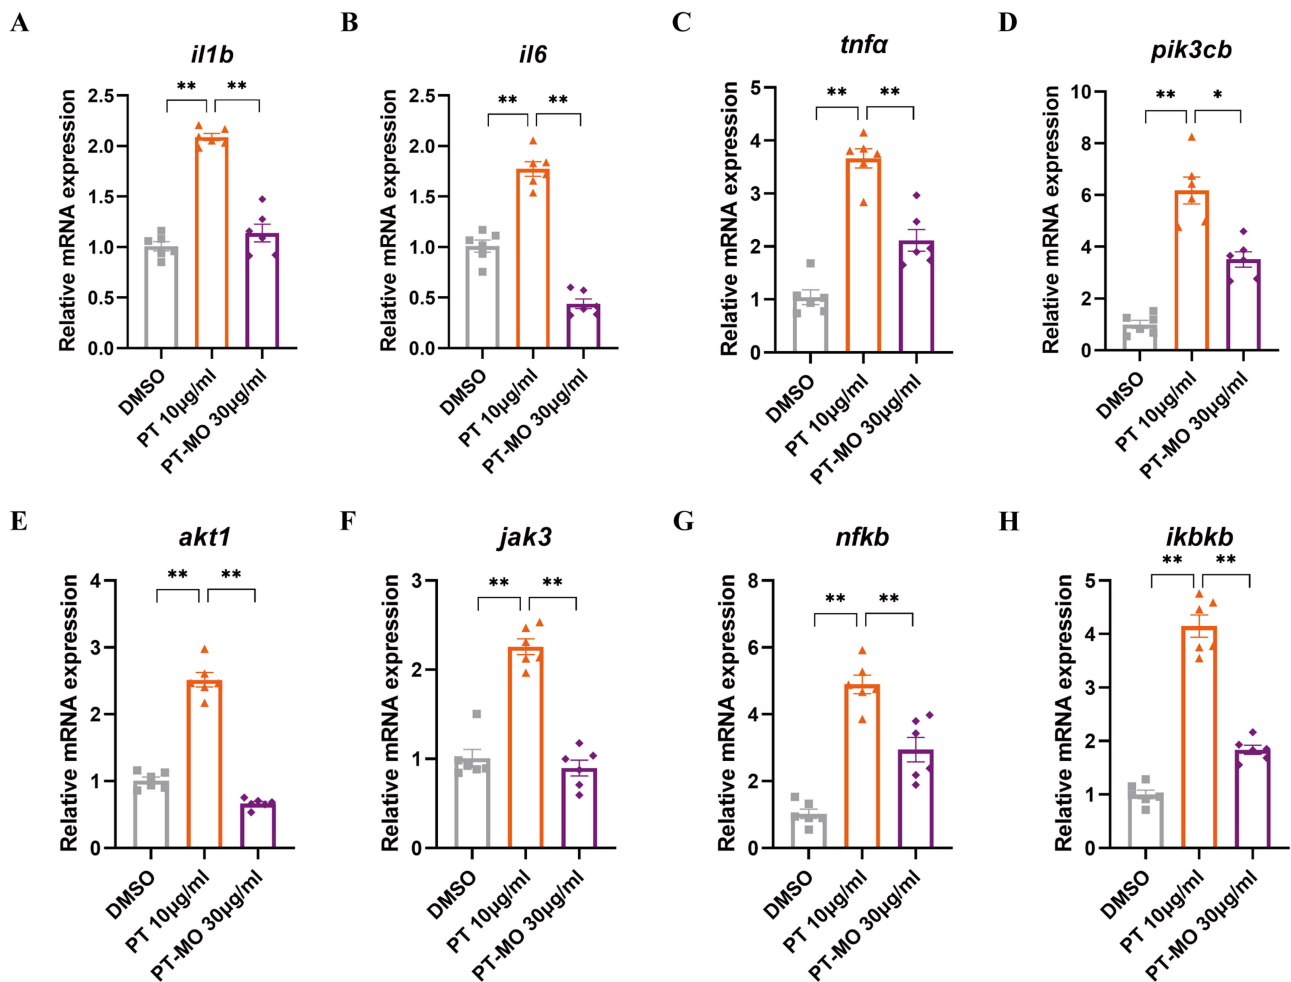 A
il1b
Relative mRNA expression
2.5
2.0
1.5
1.0
0.5
0.0
** **
DMSO
PT 10μg/ml
PT-MO 30μg/ml
B
il6
Relative mRNA expression
2.5
2.0
1.5
1.0
0.5
0.0
** **
DMSO
PT 10μg/ml
PT-MO 30μg/ml
C
tnfα
Relative mRNA expression
5
4
3
2
1
0
** **
DMSO
PT 10μg/ml
PT-MO 30μg/ml
D
pik3cb
Relative mRNA expression
10
8
6
4
2
0
** *
DMSO
PT 10μg/ml
PT-MO 30μg/ml
E
akt1
Relative mRNA expression
4
3
2
1
0
** **
DMSO
PT 10μg/ml
PT-MO 30μg/ml
F
jak3
Relative mRNA expression
3
2
1
0
** **
DMSO
PT 10μg/ml
PT-MO 30μg/ml
G
nfkb
Relative mRNA expression
8
6
4
2
0
** **
DMSO
PT 10μg/ml
PT-MO 30μg/ml
H
ikbkb
Relative mRNA expression
5
4
3
2
1
0
** **
DMSO
PT 10μg/ml
PT-MO 30μg/ml